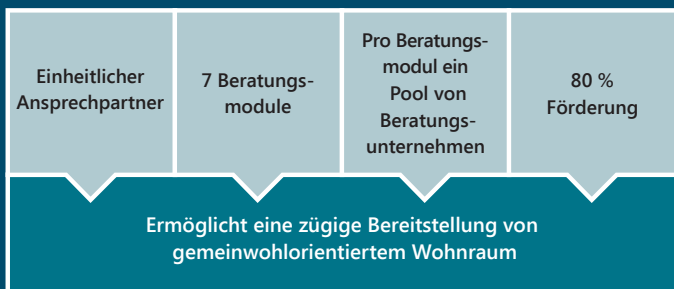 Einheitlicher
Ansprechpartner
7 Beratungs-
module
Pro Beratungs-
modul ein
Pool von
Beratungs-
unternehmen
80 %
Förderung
Ermöglicht eine zügige Bereitstellung von
gemeinwohlorientiertem Wohnraum